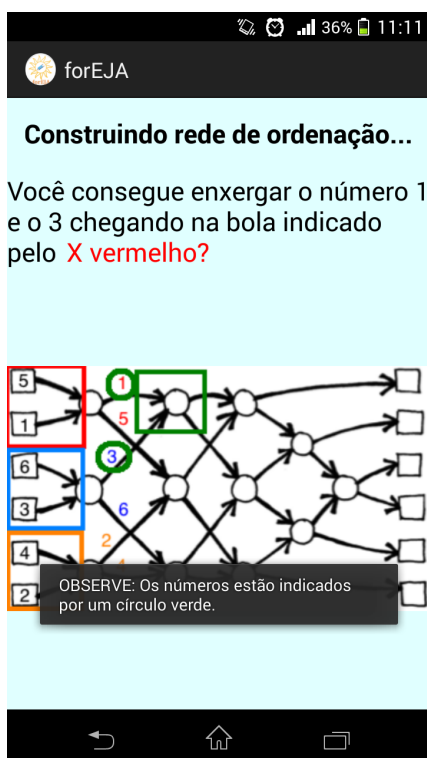 36% 11:11
forEJA
Construindo rede de ordenação...
Você consegue enxergar o número 1
e o 3 chegando na bola indicado
pelo X vermelho?
5
1
1
5
6
3
3
6
4
2
2
OBSERVE: Os números estão indicados
por um círculo verde.